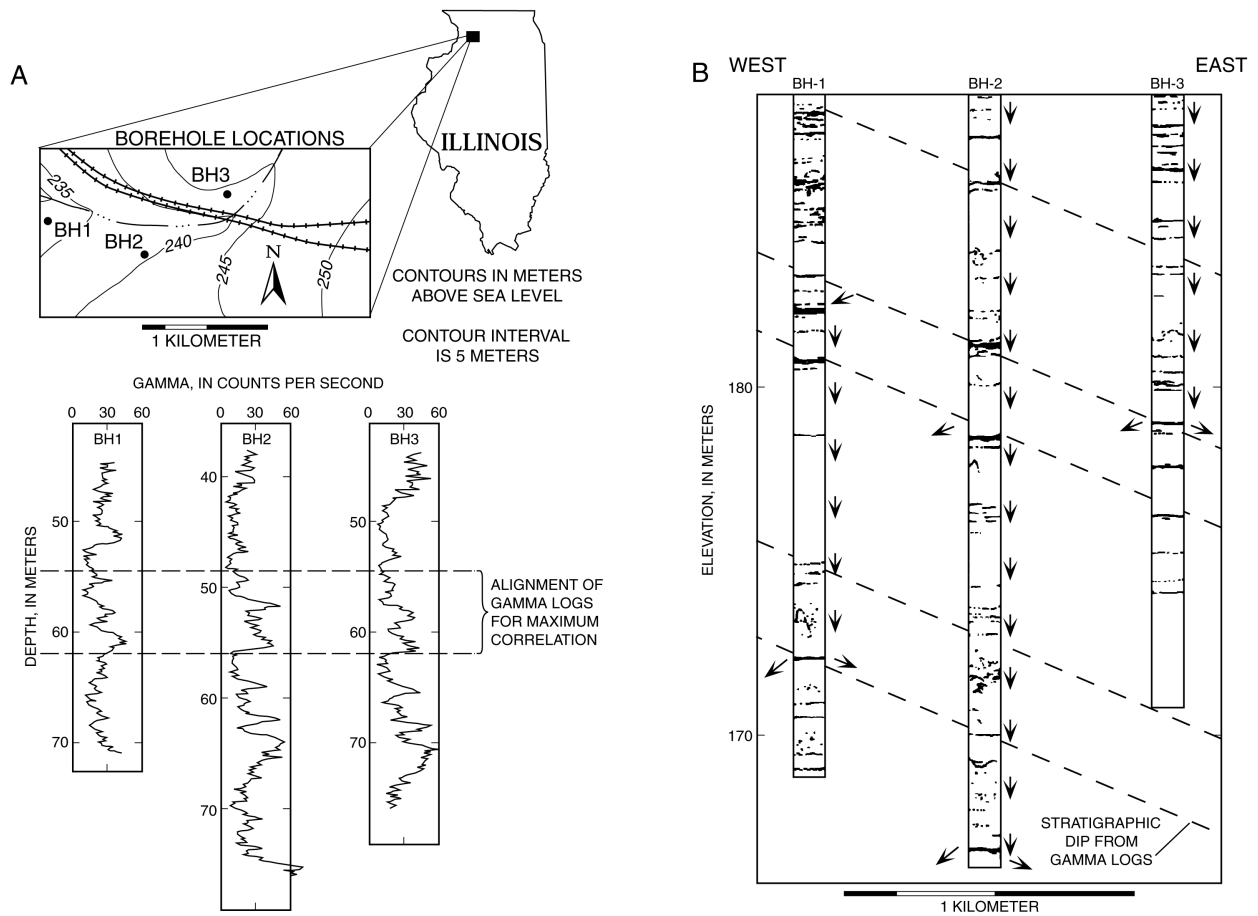 A
ILLINOIS
BOREHOLE LOCATIONS
235
BH3
BH1
BH2
240
245
250
N
1 KILOMETER
CONTOURS IN METERS
ABOVE SEA LEVEL
CONTOUR INTERVAL
IS 5 METERS
GAMMA, IN COUNTS PER SECOND
0 30 60
0 30 60
0 30 60
BH1
BH2
BH3
DEPTH, IN METERS
50
60
70
40
50
60
70
50
60
70
ALIGNMENT OF
GAMMA LOGS
FOR MAXIMUM
CORRELATION
B
WEST
EAST
BH-1
BH-2
BH-3
ELEVATION, IN METERS
180
170
STRATIGRAPHIC
DIP FROM
GAMMA LOGS
1 KILOMETER